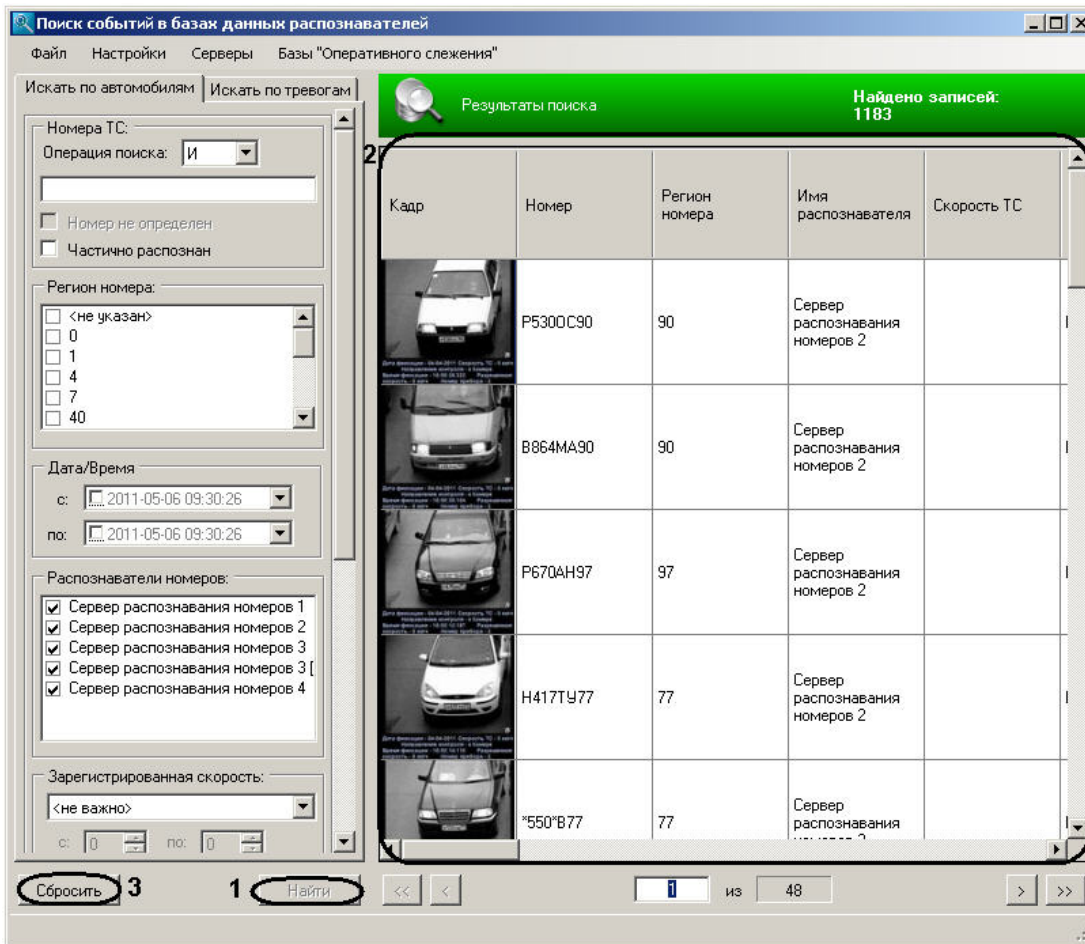 Поиск событий в базах данных распознавателей
Файл Настройки Серверы Базы "Оперативного слежения"
Искать по автомобилям Искать по тревогам
Номера ТС:
Операция поиска: И
Номер не определен
Частично распознан
Регион номера:
<не указан>
0
1
4
7
40
Дата/Время
с: 2011-05-06 09:30:26
по: 2011-05-06 09:30:26
Распознаватели номеров:
Сервер распознавания номеров 1
Сервер распознавания номеров 2
Сервер распознавания номеров 3
Сервер распознавания номеров 3 [
Сервер распознавания номеров 4
Зарегистрированная скорость:
<не важно>
с: 0 по: 0
Сбросить 3 1 Найти
Результаты поиска
Найдено записей:
1183
2
Кадр
Номер
Регион
номера
Имя
распознавателя
Скорость ТС
P530OC90
90
Сервер
распознавания
номеров 2
B864MA90
90
Сервер
распознавания
номеров 2
P670AH97
97
Сервер
распознавания
номеров 2
H417TУ77
77
Сервер
распознавания
номеров 2
*550*B77
77
Сервер
распознавания
<< < 1 из 48 > >>